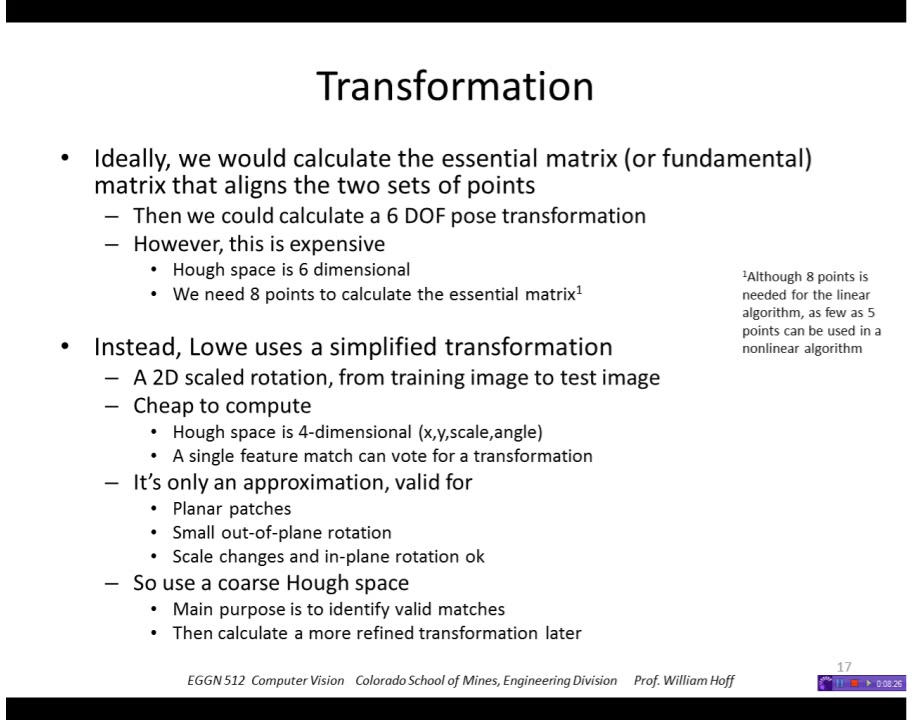 Transformation
• Ideally, we would calculate the essential matrix (or fundamental)
matrix that aligns the two sets of points
– Then we could calculate a 6 DOF pose transformation
– However, this is expensive
• Hough space is 6 dimensional
• We need 8 points to calculate the essential matrix¹
¹Although 8 points is
needed for the linear
algorithm, as few as 5
points can be used in a
nonlinear algorithm
• Instead, Lowe uses a simplified transformation
– A 2D scaled rotation, from training image to test image
– Cheap to compute
• Hough space is 4-dimensional (x,y,scale,angle)
• A single feature match can vote for a transformation
– It's only an approximation, valid for
• Planar patches
• Small out-of-plane rotation
• Scale changes and in-plane rotation ok
– So use a coarse Hough space
• Main purpose is to identify valid matches
• Then calculate a more refined transformation later
17
EGGN 512 Computer Vision Colorado School of Mines, Engineering Division Prof. William Hoff
0:08:26